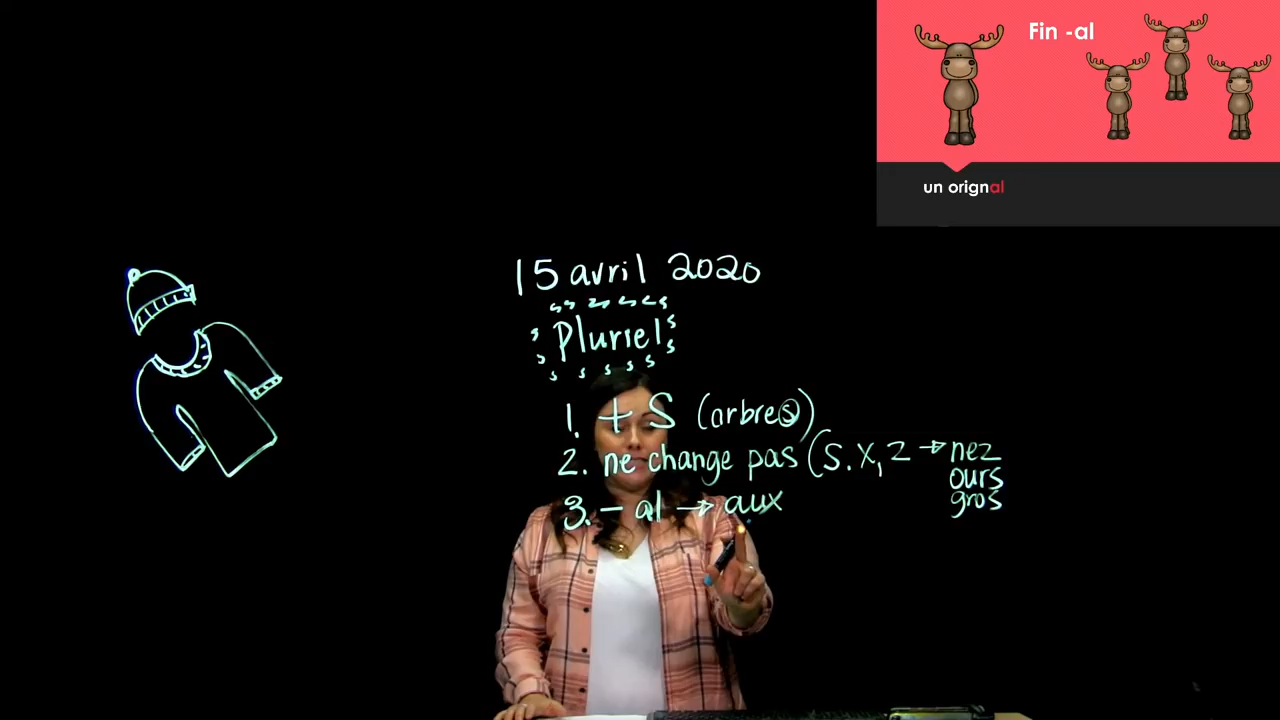 Fin -al
un orignal
15 avril 2020
Pluriel
1. + S (arbres)
2. ne change pas (S. X, Z → nez
ours
gros
3. - al → aux